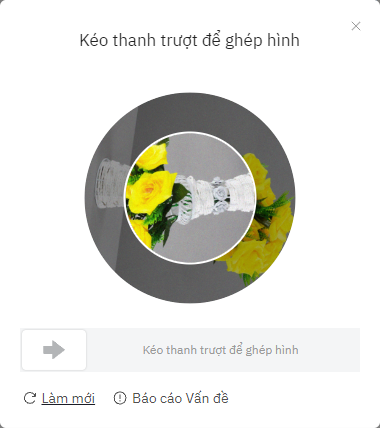 Kéo thanh trượt để ghép hình
Kéo thanh trượt để ghép hình
Làm mới
Báo cáo Vấn đề